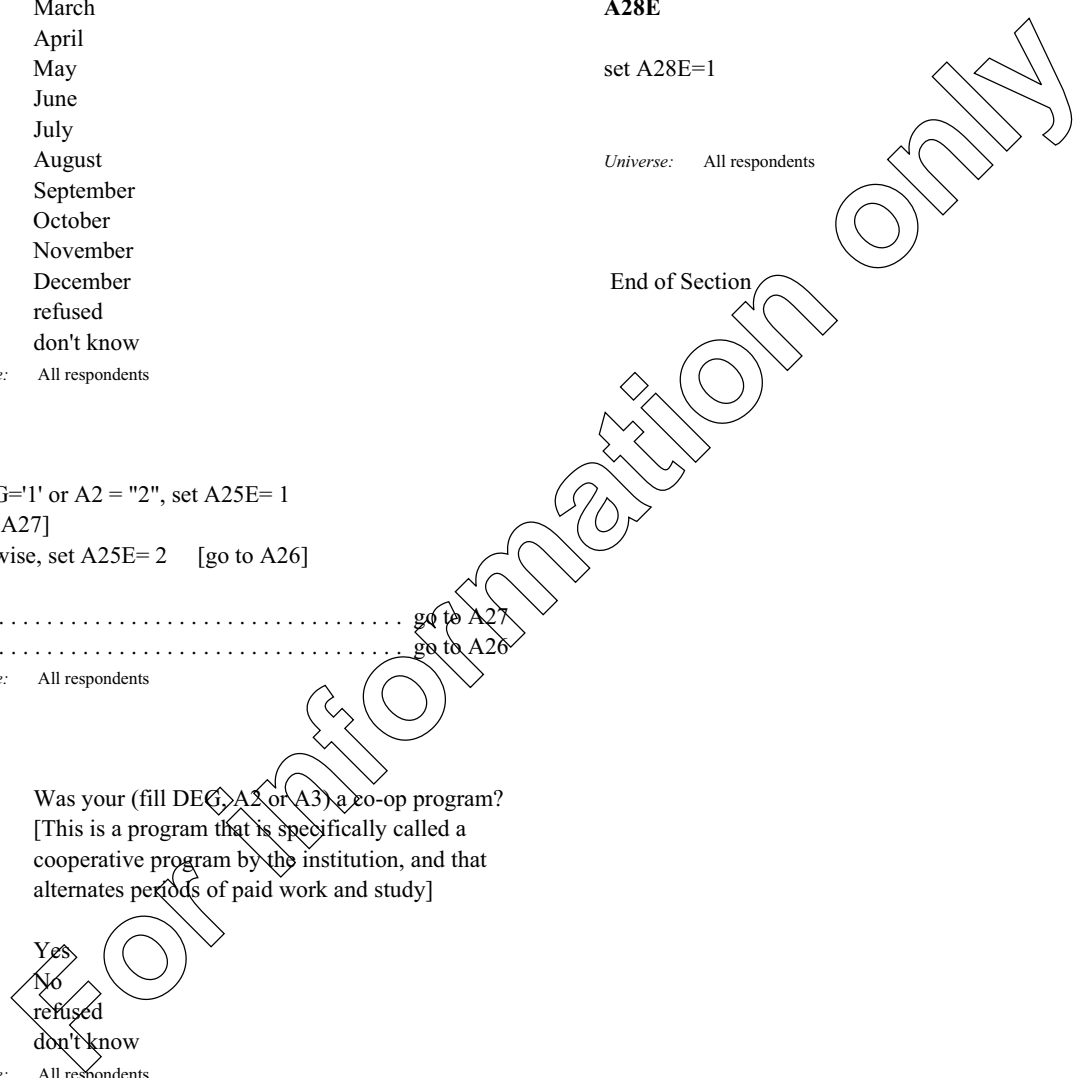 March
April
May
June
July
August
September
October
November
December
refused
don't know
e: All respondents
G='1' or A2 = "2", set A25E= 1
A27]
wise, set A25E= 2 [go to A26]
. . . . . . . . . . . . . . . . . . . . . . . . . . . . . . . . . . go to A27
. . . . . . . . . . . . . . . . . . . . . . . . . . . . . . . . . . go to A26
e: All respondents
Was your (fill DEG, A2 or A3) a co-op program?
[This is a program that is specifically called a
cooperative program by the institution, and that
alternates periods of paid work and study]
Yes
No
refused
don't know
e: All respondents
A28E
set A28E=1
Universe: All respondents
End of Section
For information only